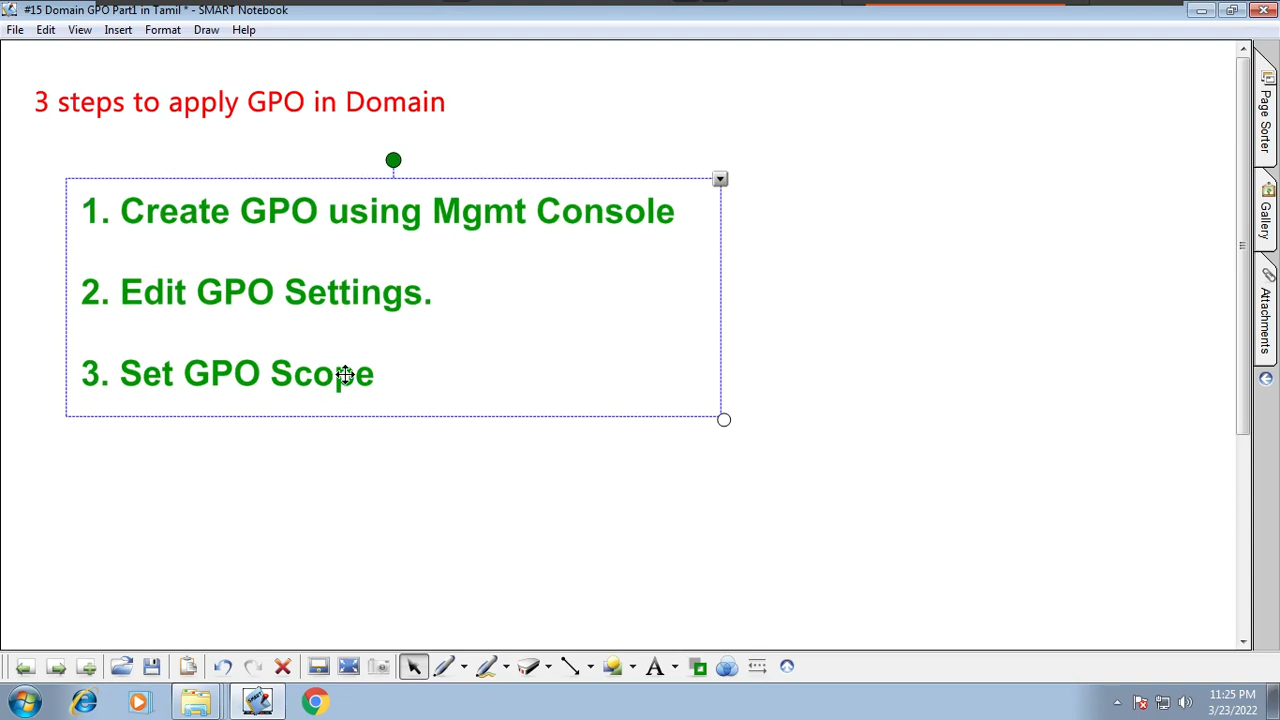 #15 Domain GPO Part1 in Tamil * - SMART Notebook
File Edit View Insert Format Draw Help
3 steps to apply GPO in Domain
1. Create GPO using Mgmt Console
2. Edit GPO Settings.
3. Set GPO Scope
Page Sorter
Gallery
Attachments
11:25 PM
3/23/2022